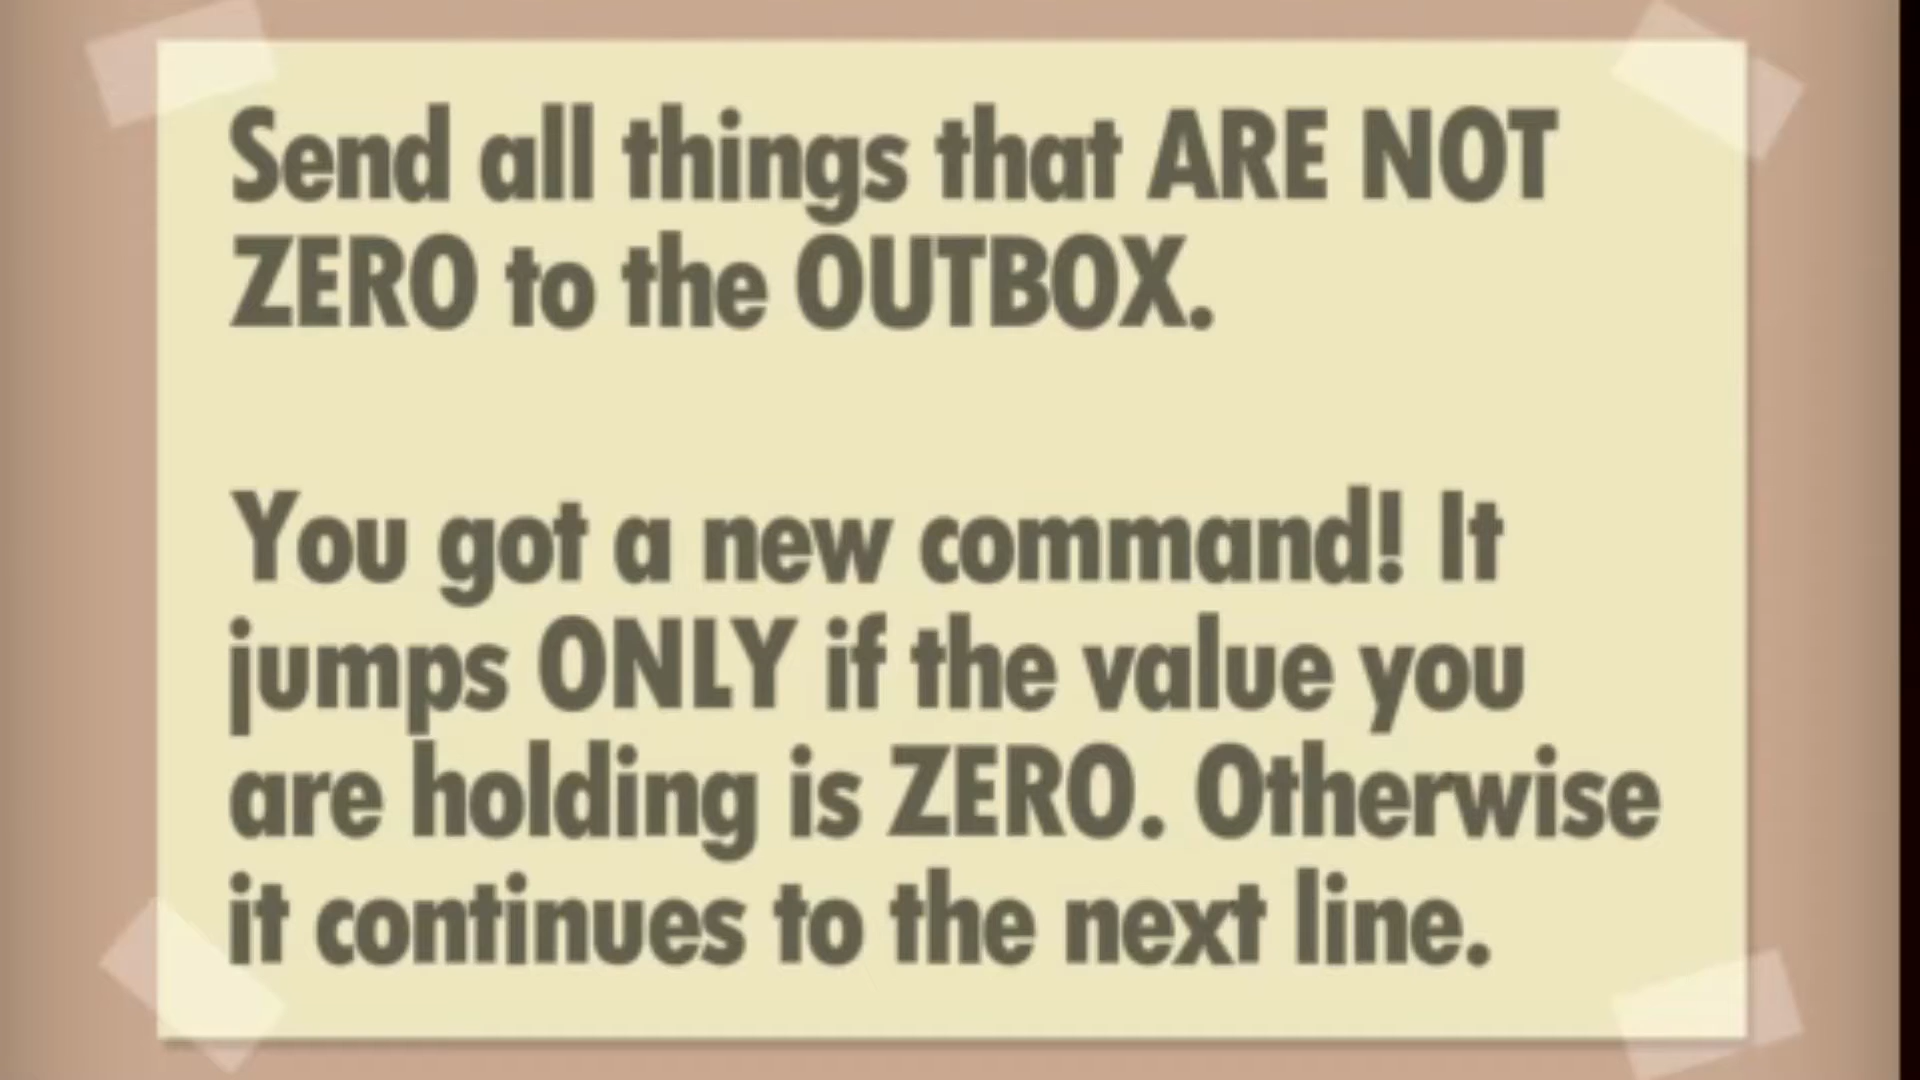 Send all things that ARE NOT
ZERO to the OUTBOX.
You got a new command! It
jumps ONLY if the value you
are holding is ZERO. Otherwise
it continues to the next line.